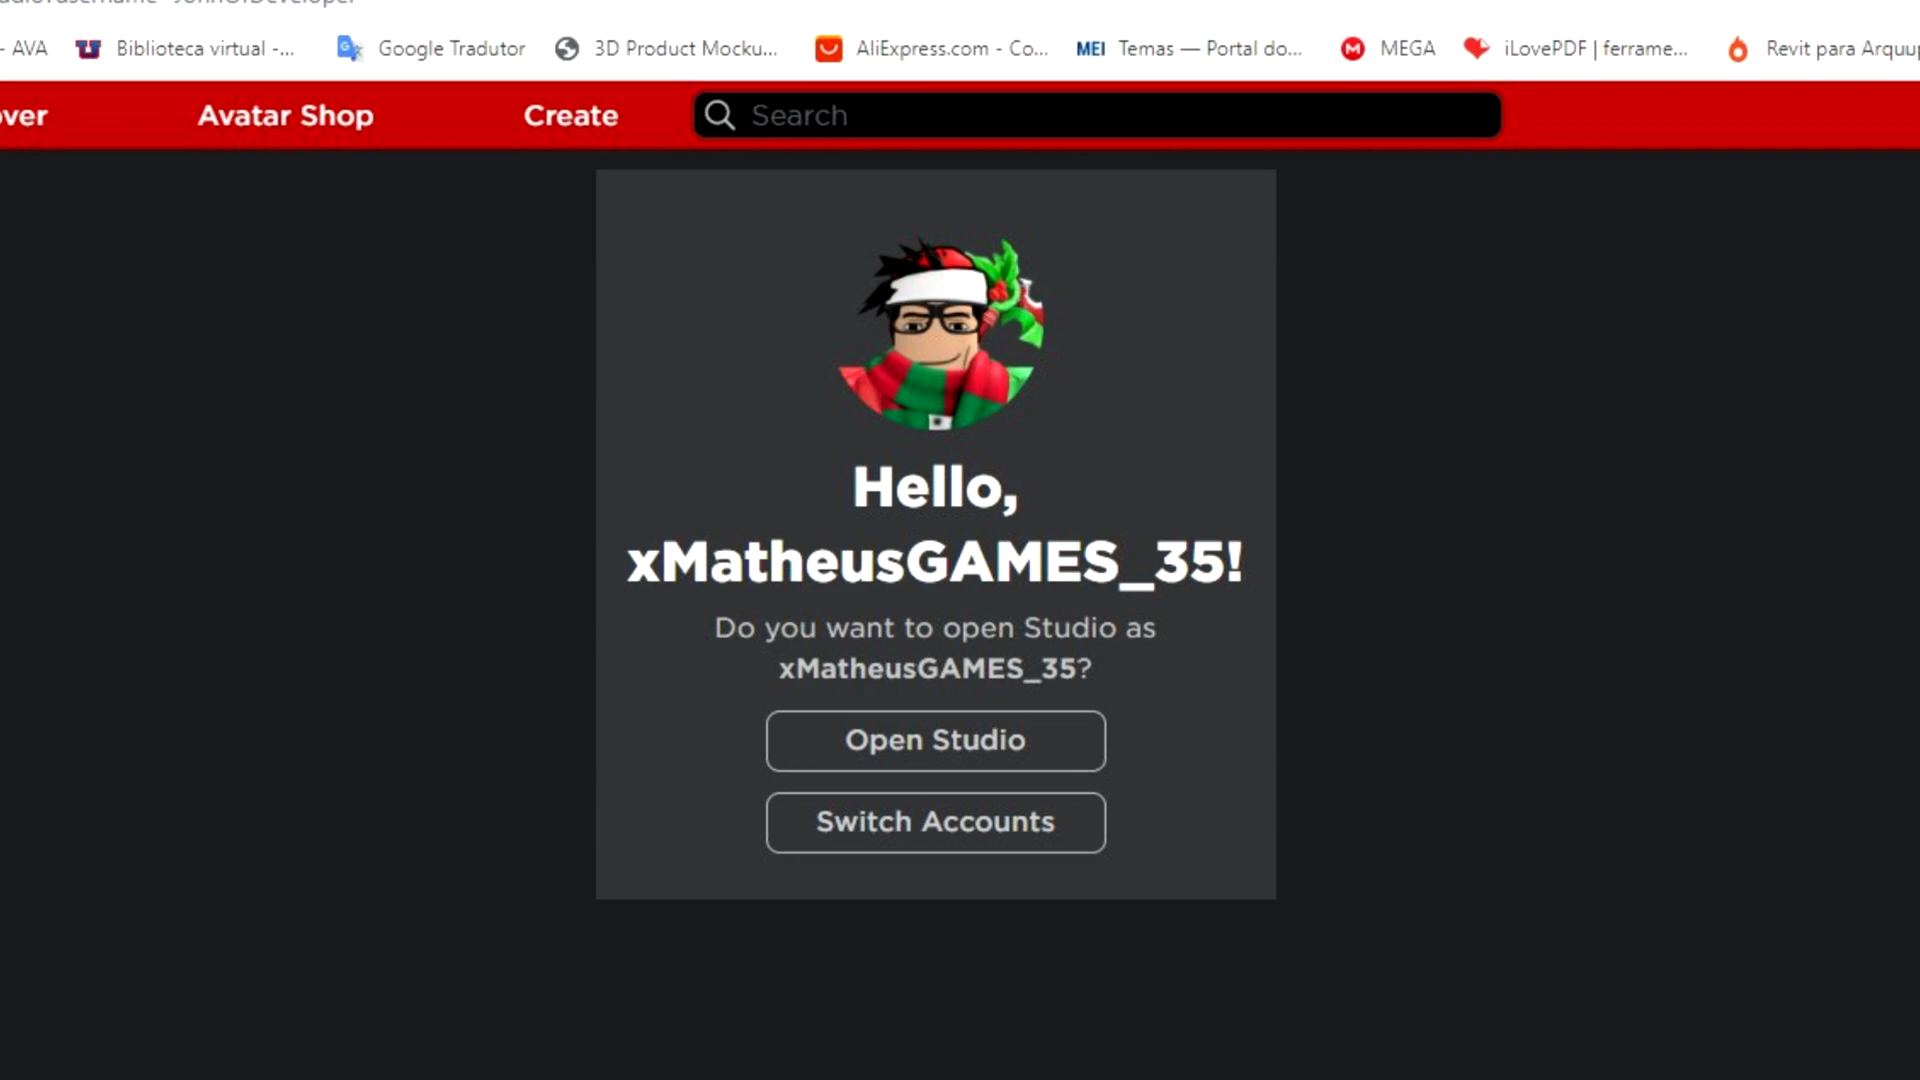 - AVA Biblioteca virtual -... Google Tradutor 3D Product Mocku... AliExpress.com - Co... MEI Temas — Portal do... MEGA iLovePDF | ferrame... Revit para
Avatar Shop Create Search
Hello,
xMatheusGAMES_35!
Do you want to open Studio as
xMatheusGAMES_35?
Open Studio
Switch Accounts